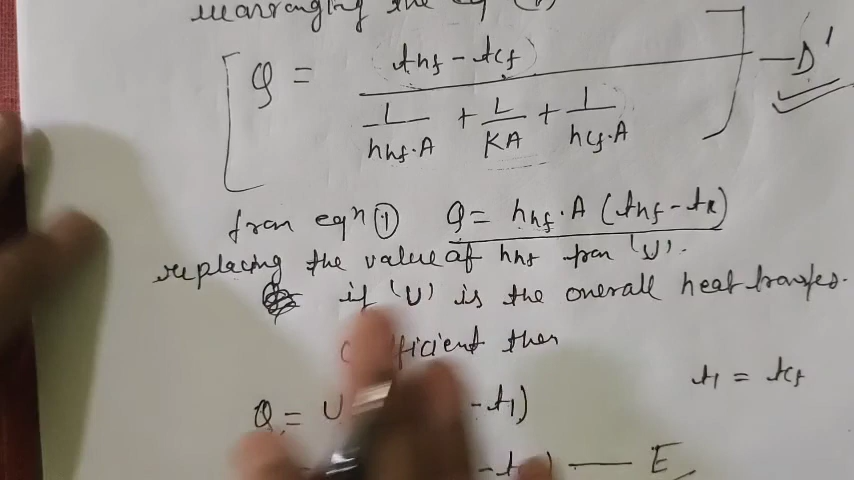 rearranging the eq
[ Q = (thf - tcf) / (1/hhf·A + L/KA + 1/hcf·A) ] — D'
from eqn ① Q = hhf·A (thf - tR)
replacing the value of hhf from 'U'.
if 'U' is the overall heat transfer
then
t1 = tcf
Q = U - t1)
- t ) — E